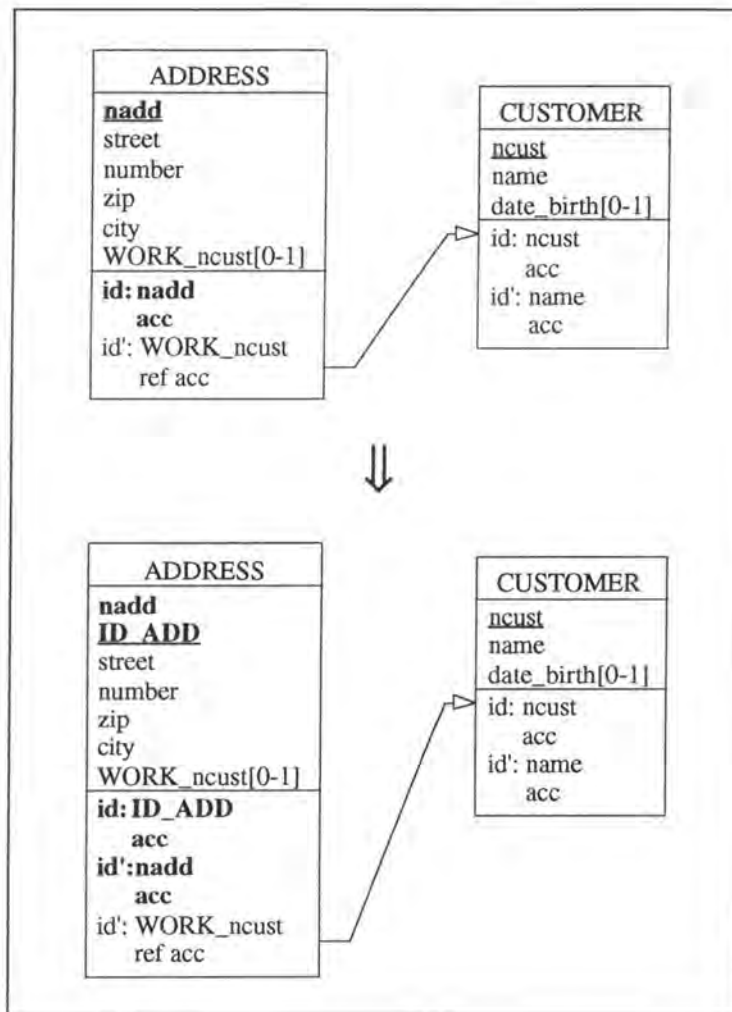 ADDRESS
nadd
street
number
zip
city
WORK_ncust[0-1]
id: nadd
acc
id': WORK_ncust
ref acc
CUSTOMER
ncust
name
date_birth[0-1]
id: ncust
acc
id': name
acc
⇓
ADDRESS
nadd
ID_ADD
street
number
zip
city
WORK_ncust[0-1]
id: ID_ADD
acc
id':nadd
acc
id': WORK_ncust
ref acc
CUSTOMER
ncust
name
date_birth[0-1]
id: ncust
acc
id': name
acc